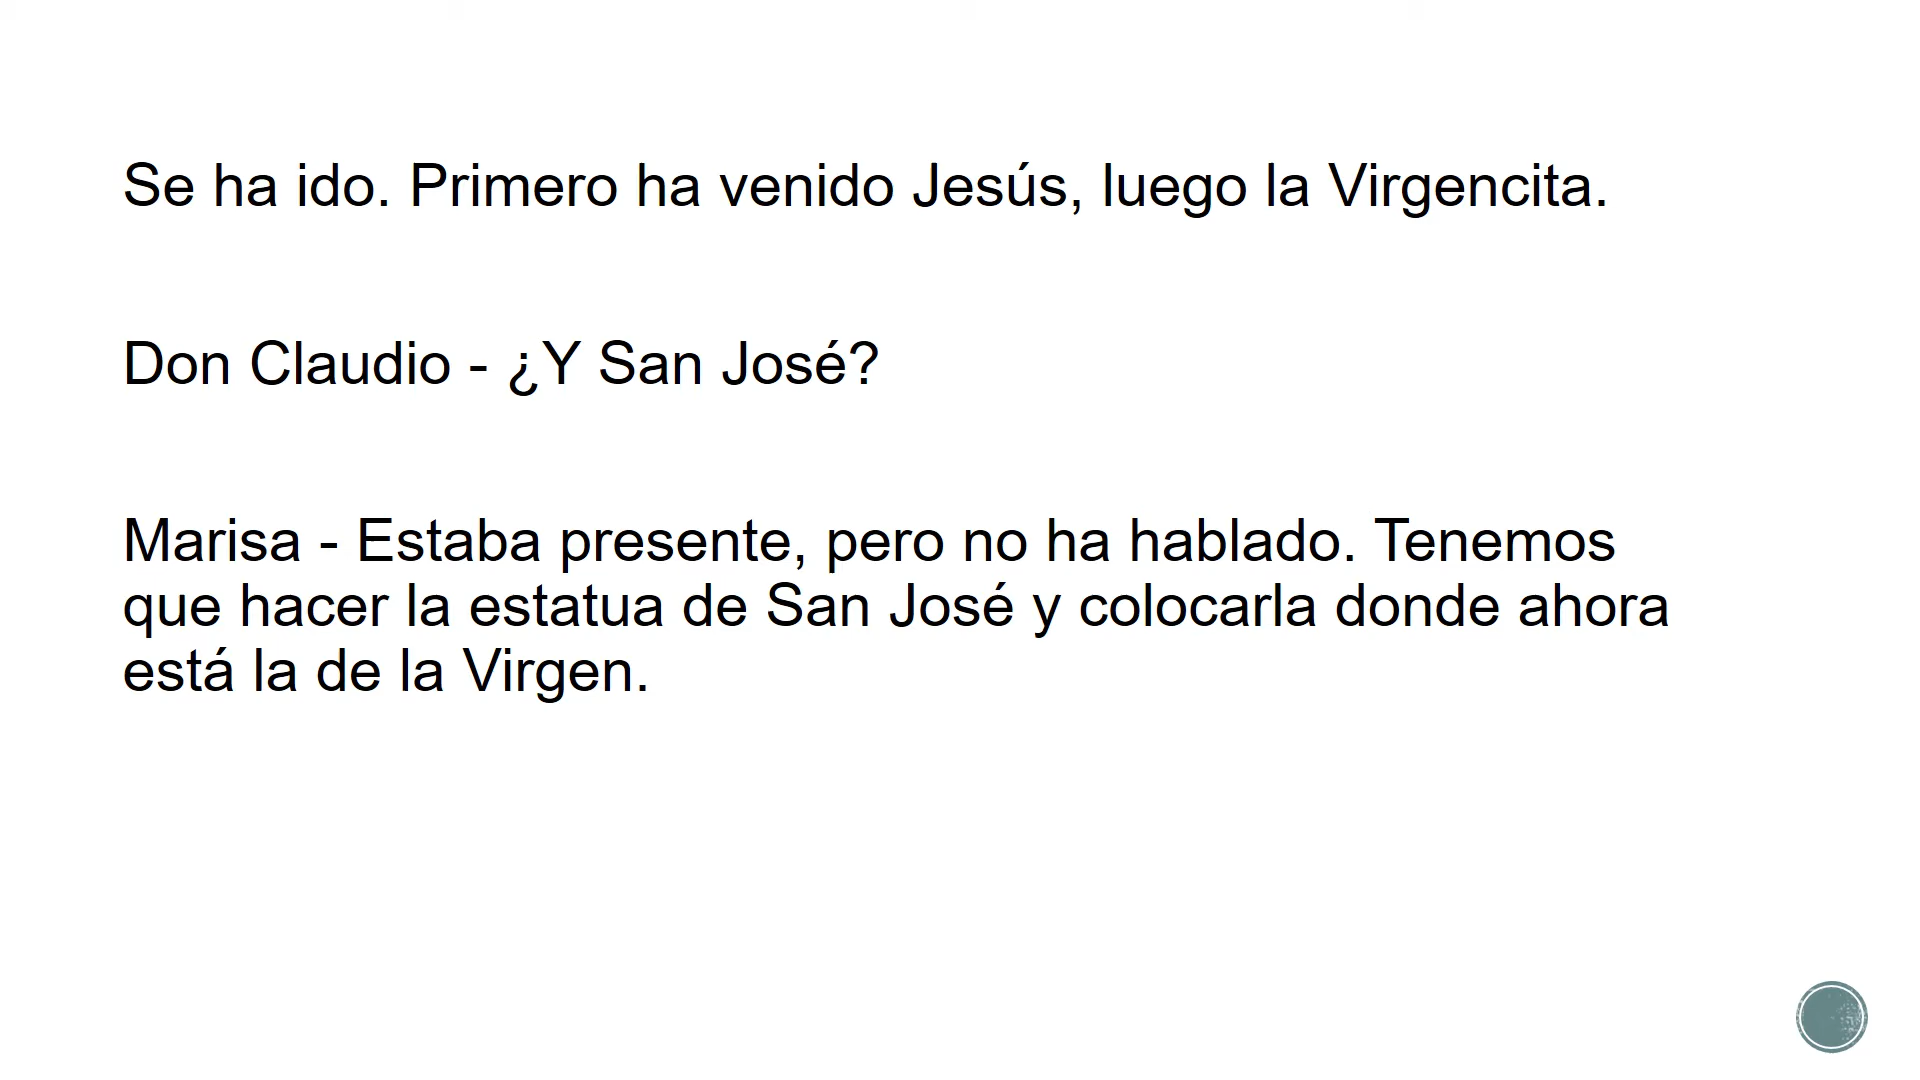 Se ha ido. Primero ha venido Jesús, luego la Virgencita.
Don Claudio - ¿Y San José?
Marisa - Estaba presente, pero no ha hablado. Tenemos
que hacer la estatua de San José y colocarla donde ahora
está la de la Virgen.